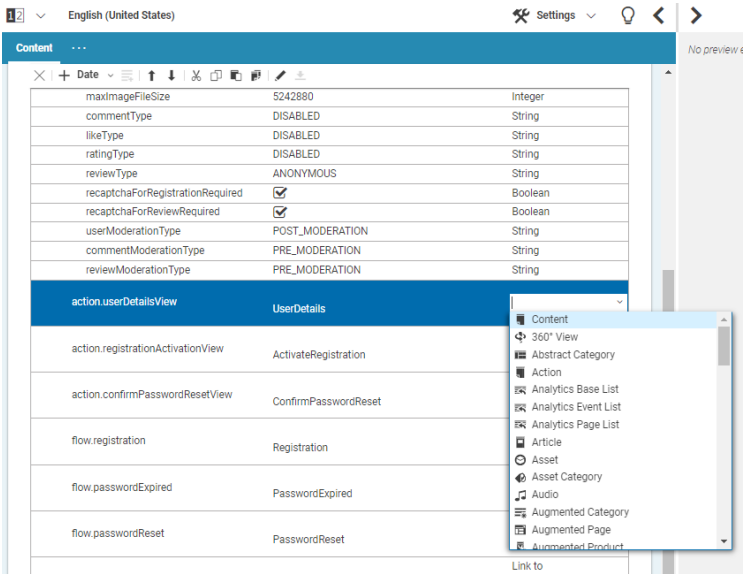 12 English (United States) Settings
Content ...
No preview
Date
maxImageFileSize 5242880 Integer
commentType DISABLED String
likeType DISABLED String
ratingType DISABLED String
reviewType ANONYMOUS String
recaptchaForRegistrationRequired Boolean
recaptchaForReviewRequired Boolean
userModerationType POST_MODERATION String
commentModerationType PRE_MODERATION String
reviewModerationType PRE_MODERATION String
action.userDetailsView UserDetails
Content
360° View
Abstract Category
action.registrationActivationView ActivateRegistration
Action
Analytics Base List
action.confirmPasswordResetView ConfirmPasswordReset
Analytics Event List
Analytics Page List
flow.registration Registration
Article
Asset
Asset Category
flow.passwordExpired PasswordExpired
Audio
Augmented Category
flow.passwordReset PasswordReset
Augmented Page
Augmented Product
Link to